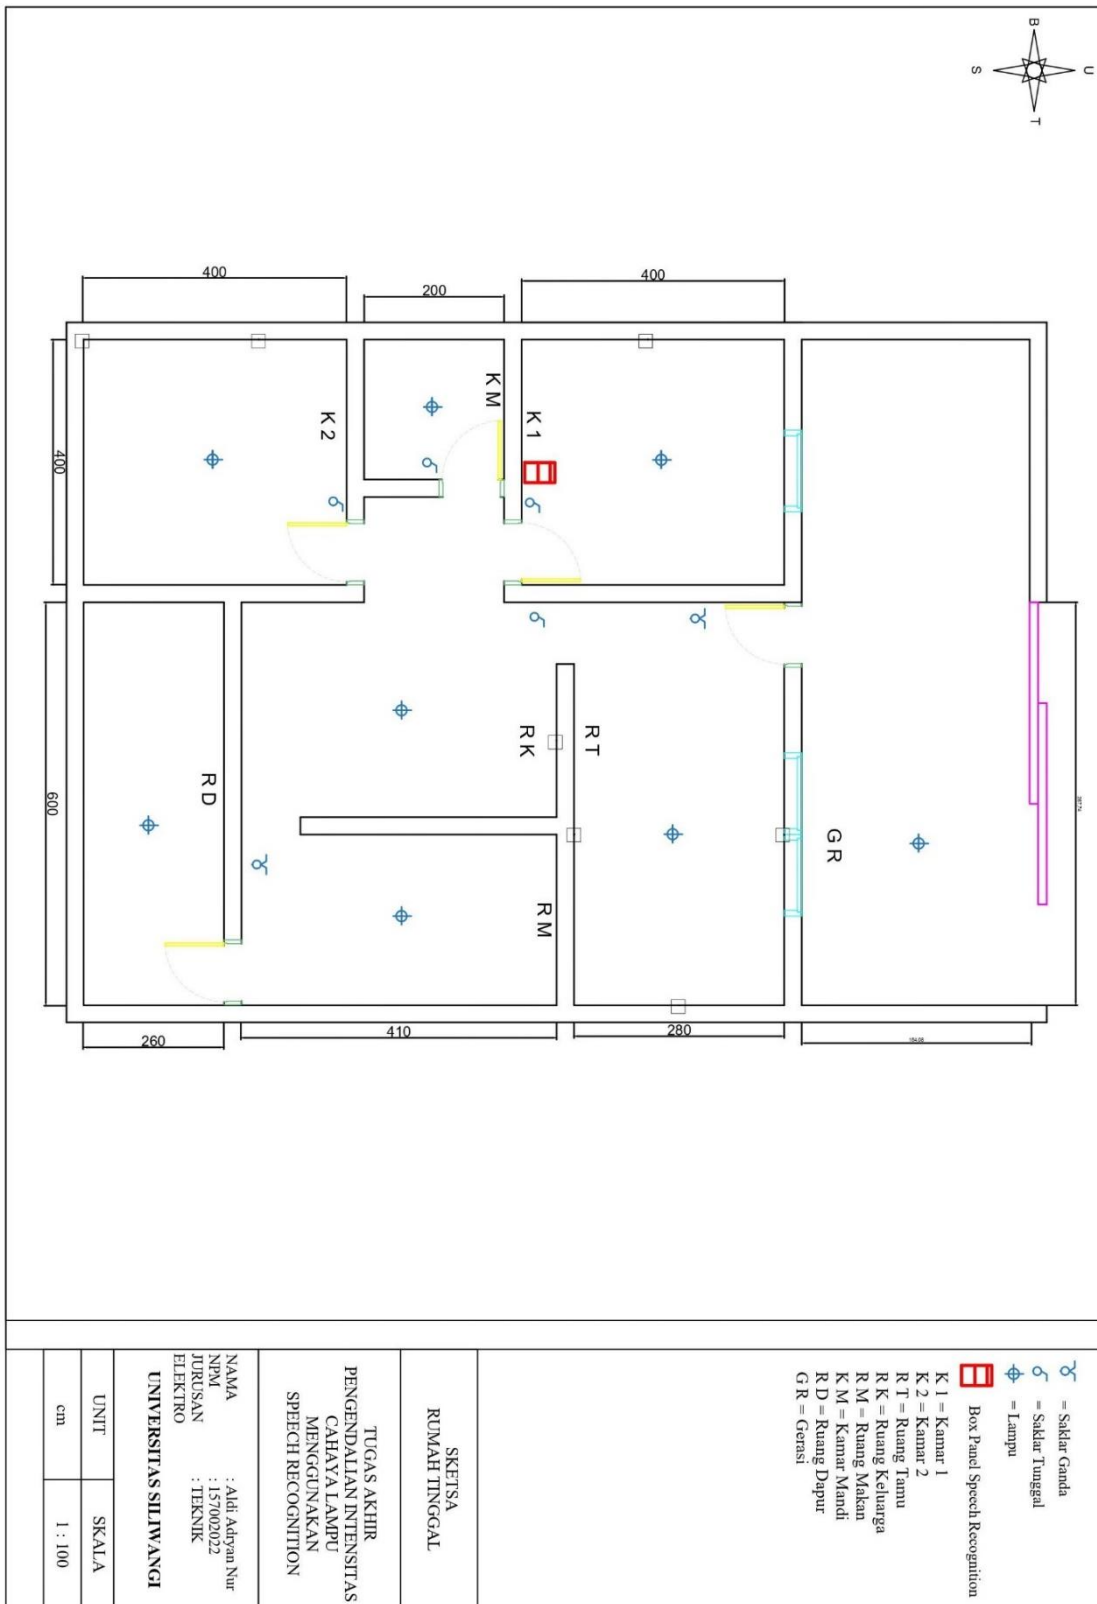 B
U
S
T
400
200
400
400
600
260
410
280
K 2
K M
K 1
R K
R T
R D
R M
G R
= Saklar Ganda
= Saklar Tunggal
= Lampu
Box Panel Speech Recognition
K 1 = Kamar 1
K 2 = Kamar 2
R T = Ruang Tamu
R K = Ruang Keluarga
R M = Ruang Makan
K M = Kamar Mandi
R D = Ruang Dapur
G R = Gerasi
SKETSA
RUMAH TINGGAL
TUGAS AKHIR
PENGENDALIAN INTENSITAS
CAHAYA LAMPU
MENGGUNAKAN
SPEECH RECOGNITION
NAMA : Aldi Adryan Nur
NPM : 157002022
JURUSAN : TEKNIK
ELEKTRO
UNIVERSITAS SILIWANGI
UNIT SKALA
cm 1 : 100